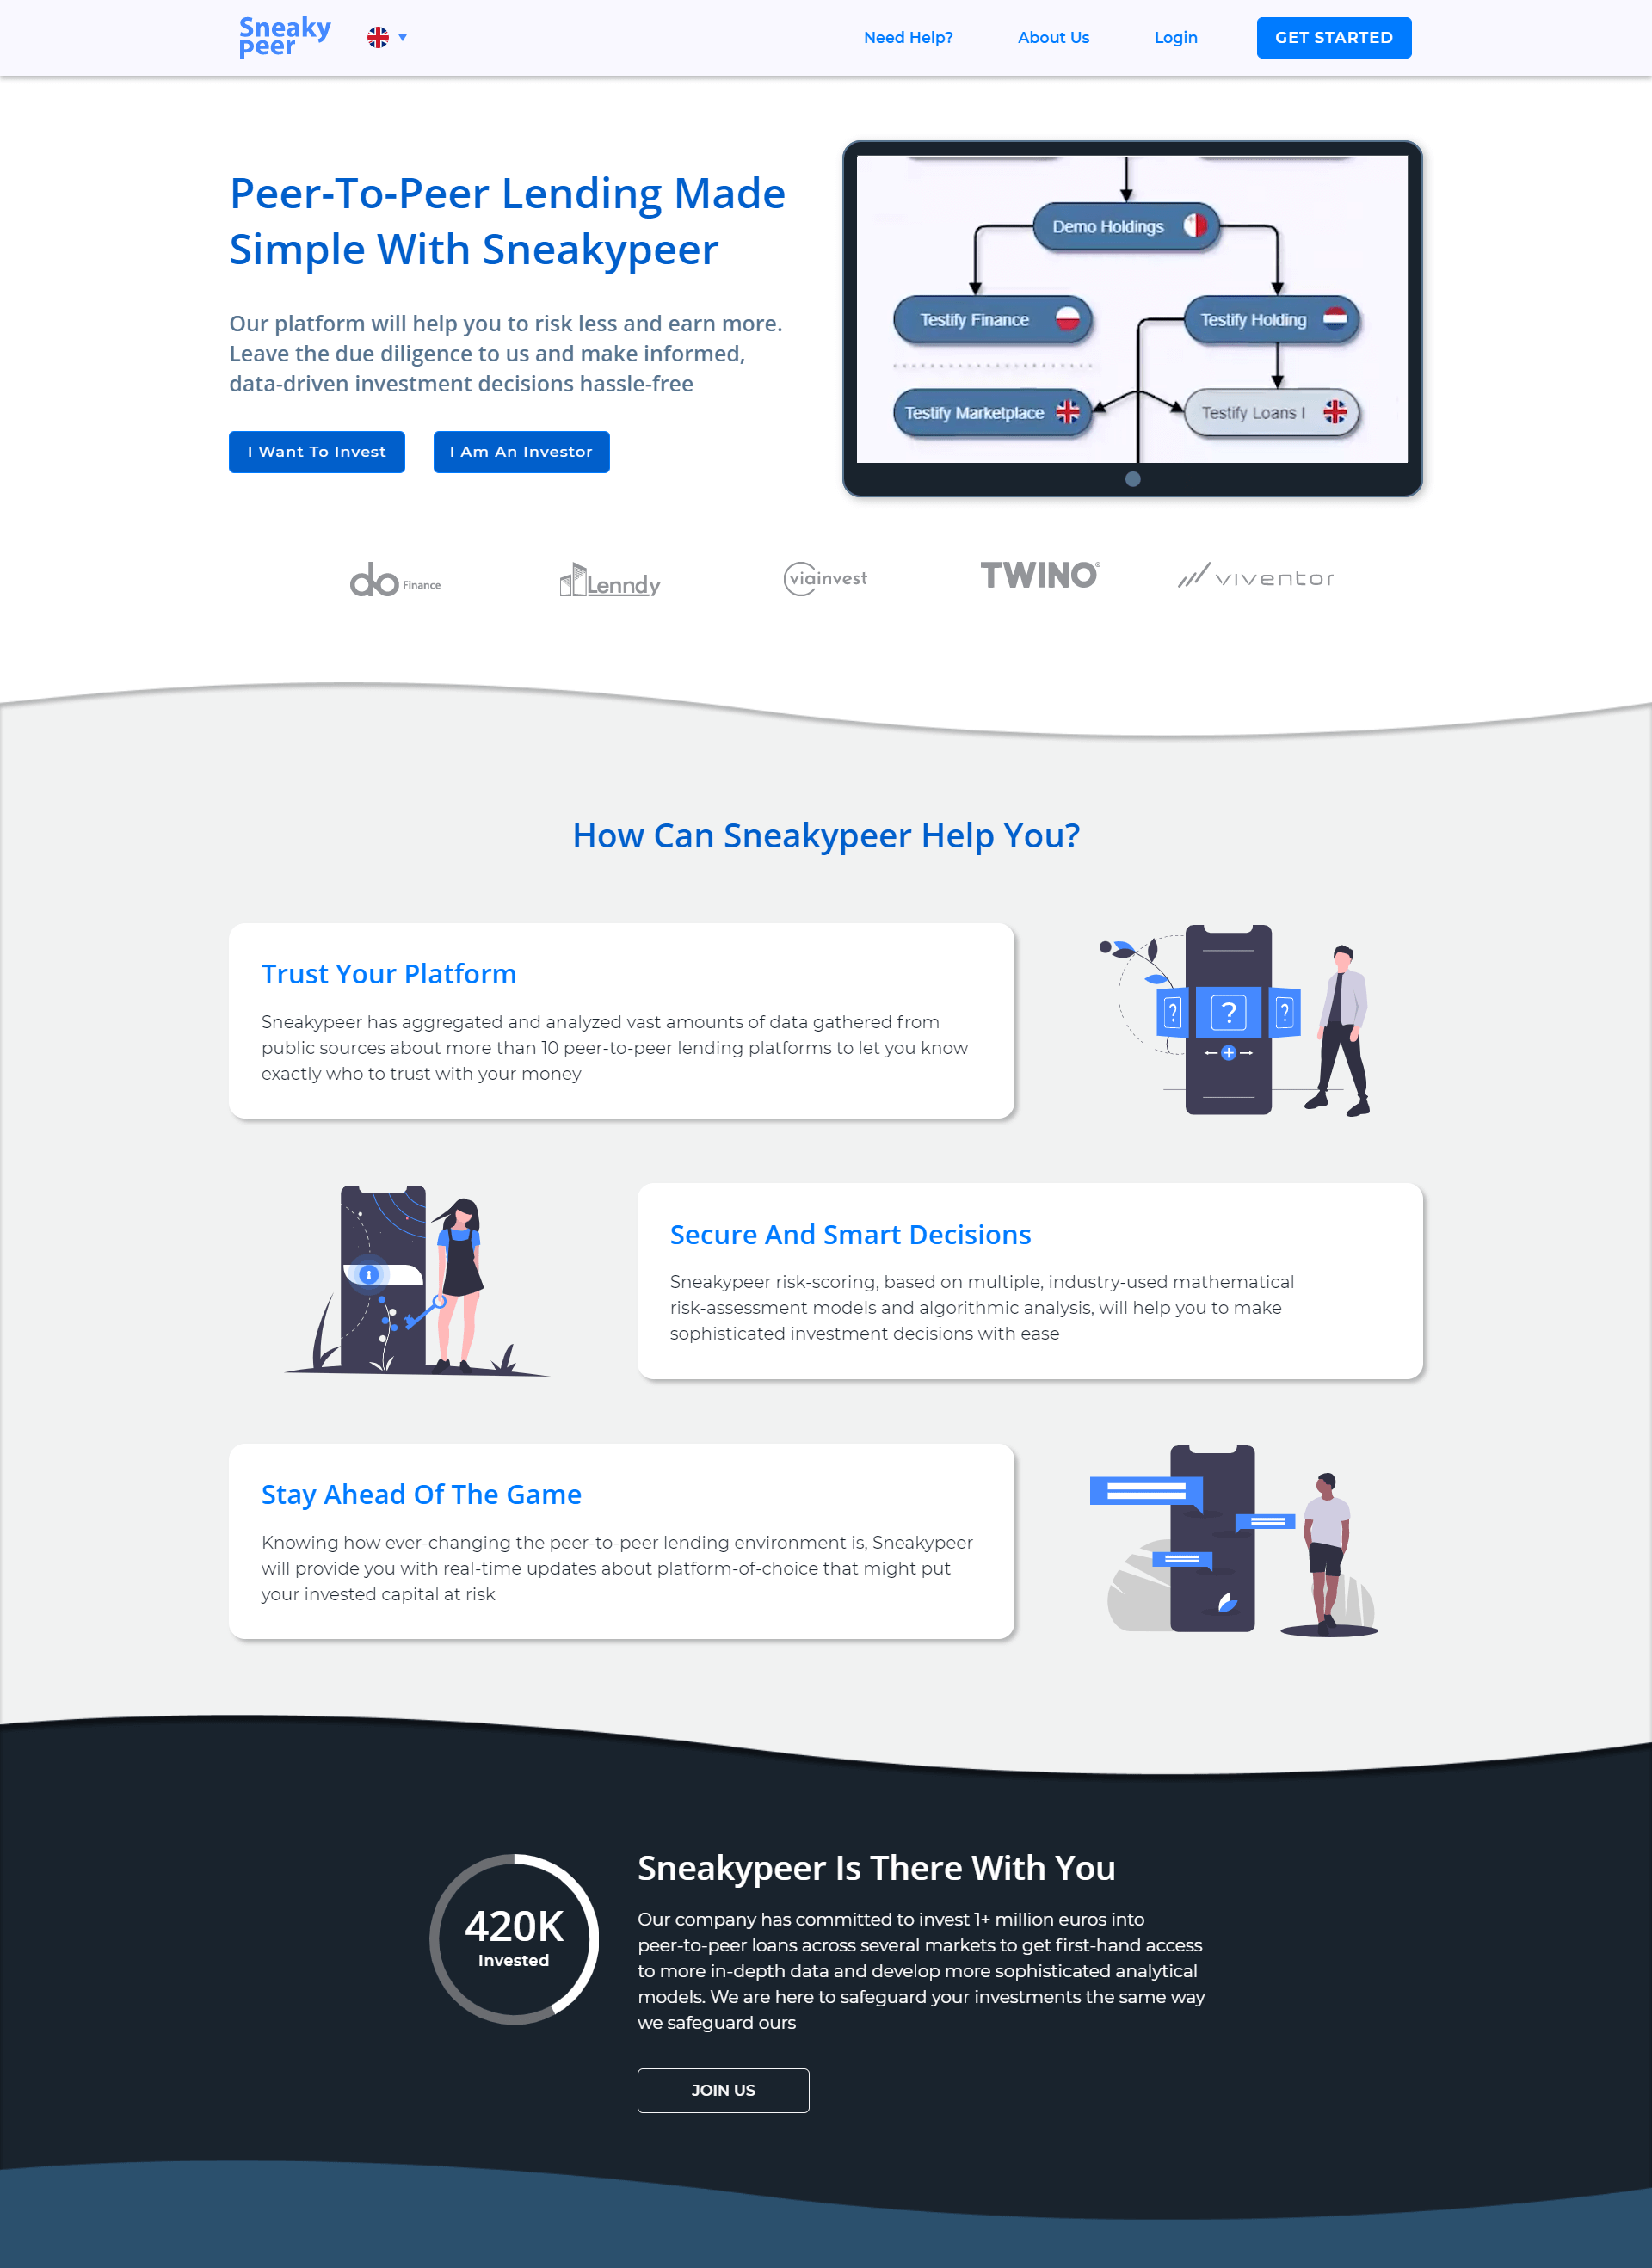 Sneaky
peer
Need Help?
About Us
Login
GET STARTED
Peer-To-Peer Lending Made
Simple With Sneakypeer
Our platform will help you to risk less and earn more.
Leave the due diligence to us and make informed,
data-driven investment decisions hassle-free
I Want To Invest
I Am An Investor
Demo Holdings
Testify Finance
Testify Holding
Testify Marketplace
Testify Loans I
do Finance
Lenndy
viainvest
TWINO®
viventor
How Can Sneakypeer Help You?
Trust Your Platform
Sneakypeer has aggregated and analyzed vast amounts of data gathered from
public sources about more than 10 peer-to-peer lending platforms to let you know
exactly who to trust with your money
? ? ?
Secure And Smart Decisions
Sneakypeer risk-scoring, based on multiple, industry-used mathematical
risk-assessment models and algorithmic analysis, will help you to make
sophisticated investment decisions with ease
Stay Ahead Of The Game
Knowing how ever-changing the peer-to-peer lending environment is, Sneakypeer
will provide you with real-time updates about platform-of-choice that might put
your invested capital at risk
420K
Invested
Sneakypeer Is There With You
Our company has committed to invest 1+ million euros into
peer-to-peer loans across several markets to get first-hand access
to more in-depth data and develop more sophisticated analytical
models. We are here to safeguard your investments the same way
we safeguard ours
JOIN US